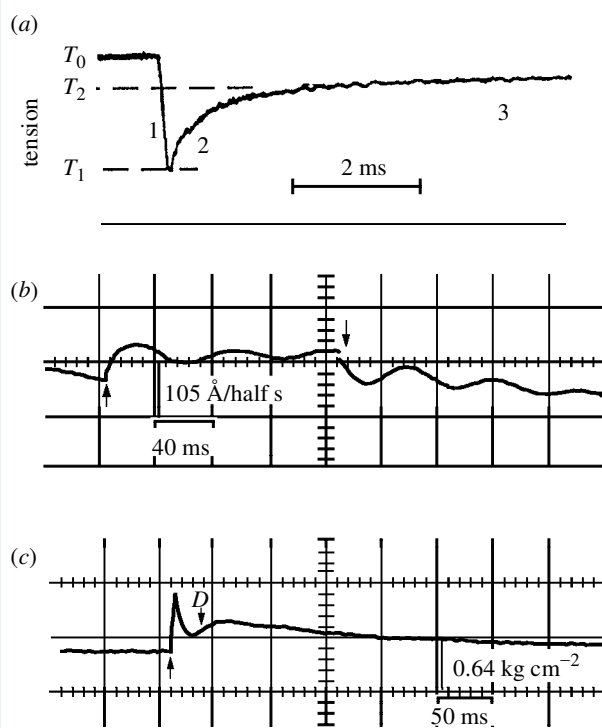 (a)
T0
T2
tension
1
2
3
T1
2 ms
(b)
105 Å/half s
40 ms
(c)
D
0.64 kg cm−2
50 ms